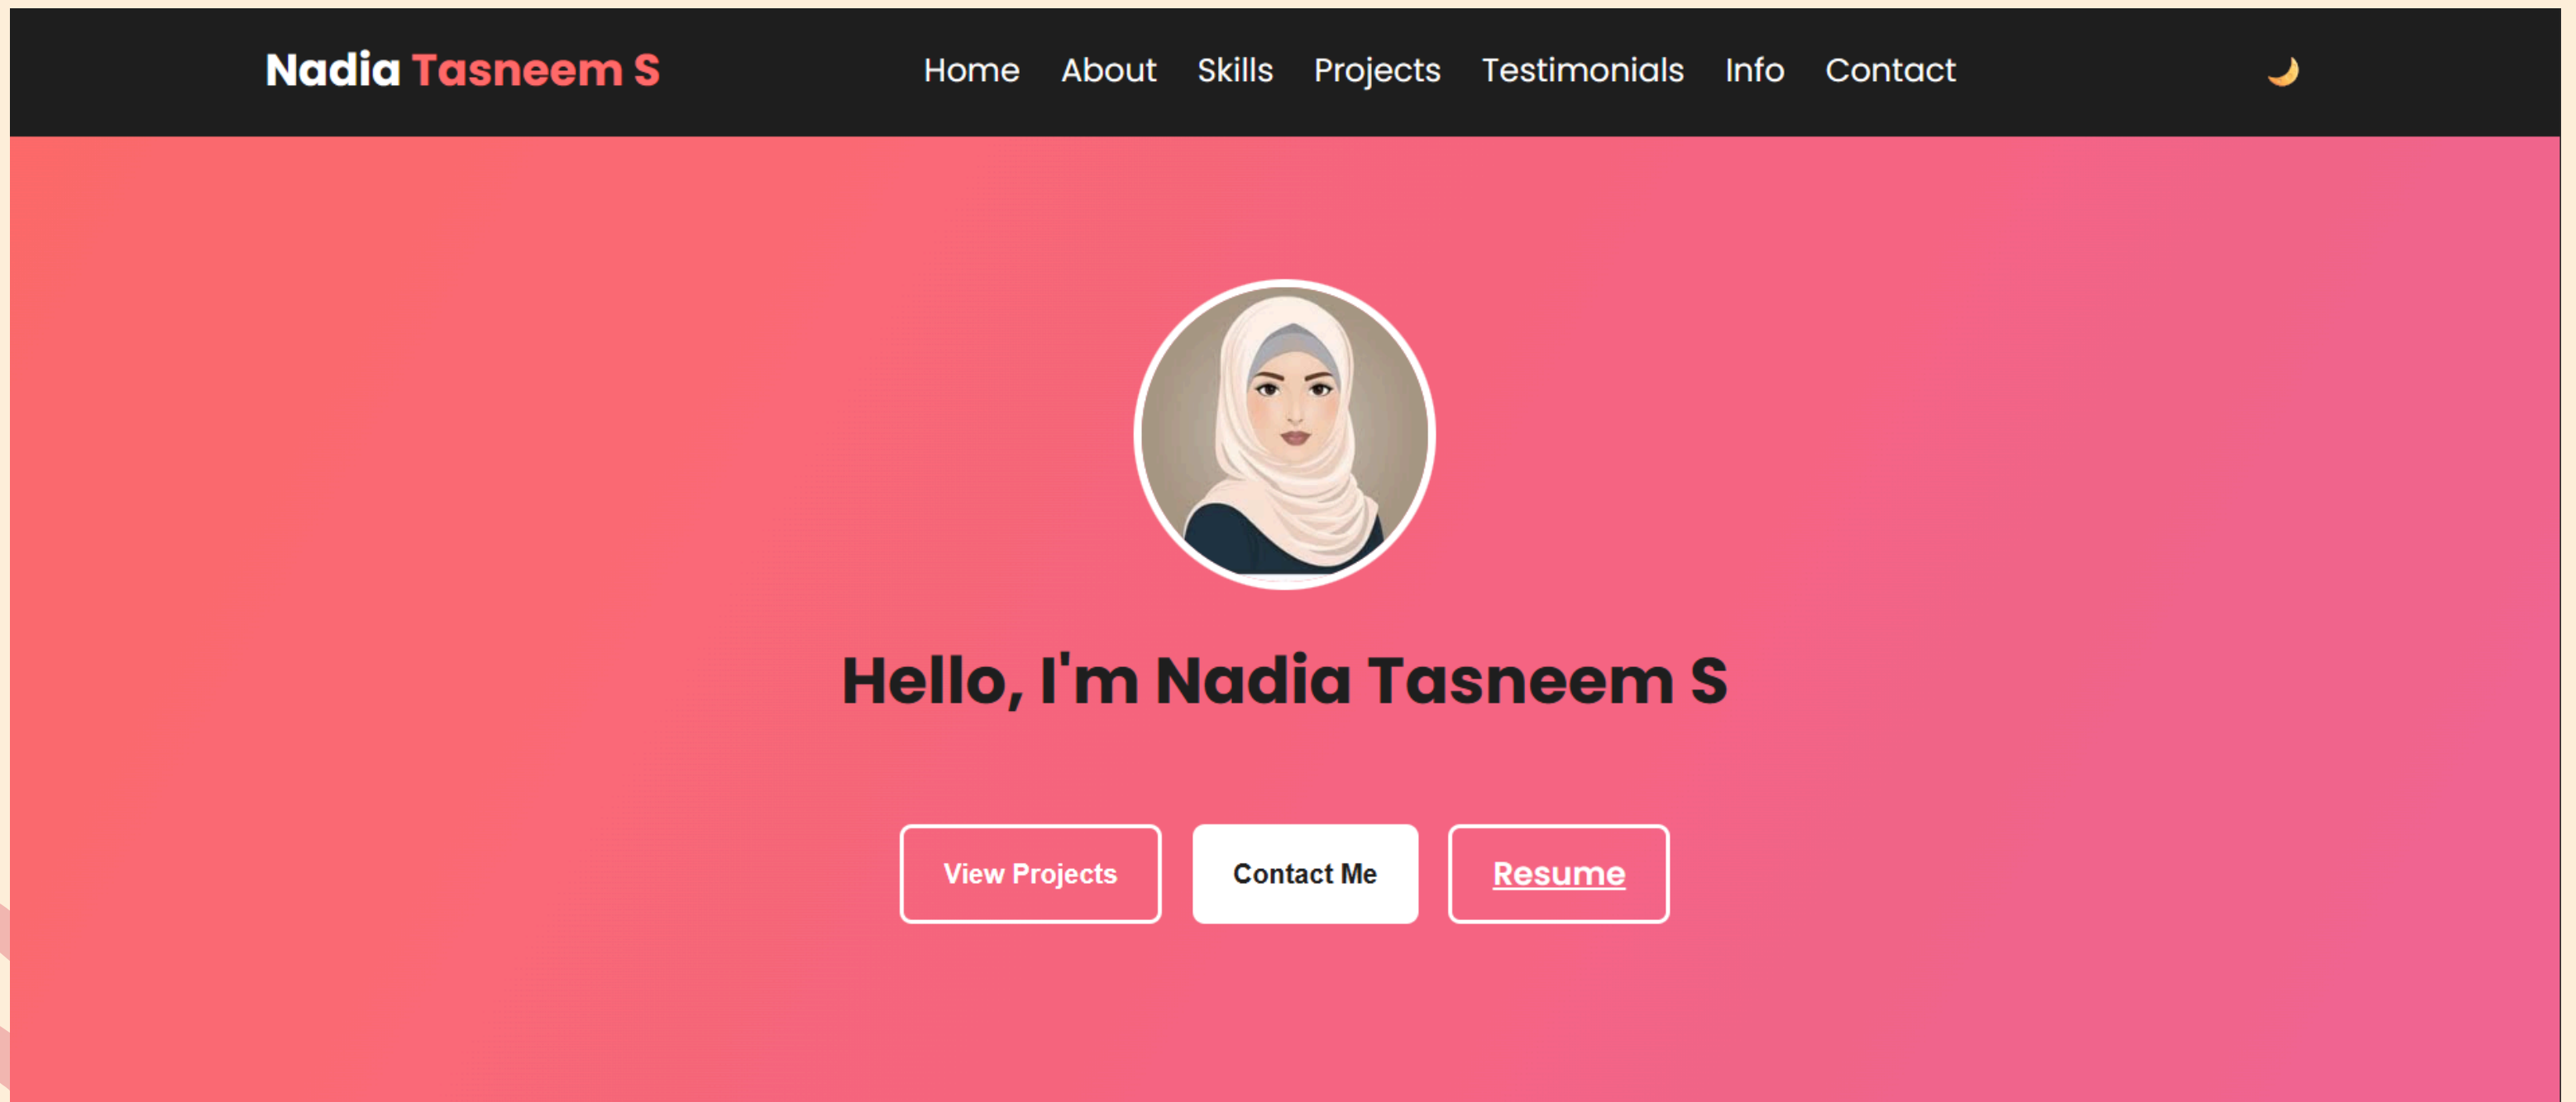 Nadia Tasneem S
Home About Skills Projects Testimonials Info Contact
Hello, I'm Nadia Tasneem S
View Projects
Contact Me
Resume